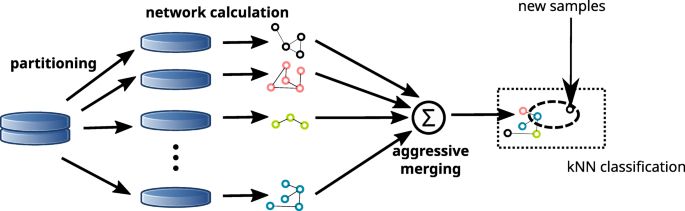 new samples
network calculation
partitioning
Σ
aggressive
merging
kNN classification